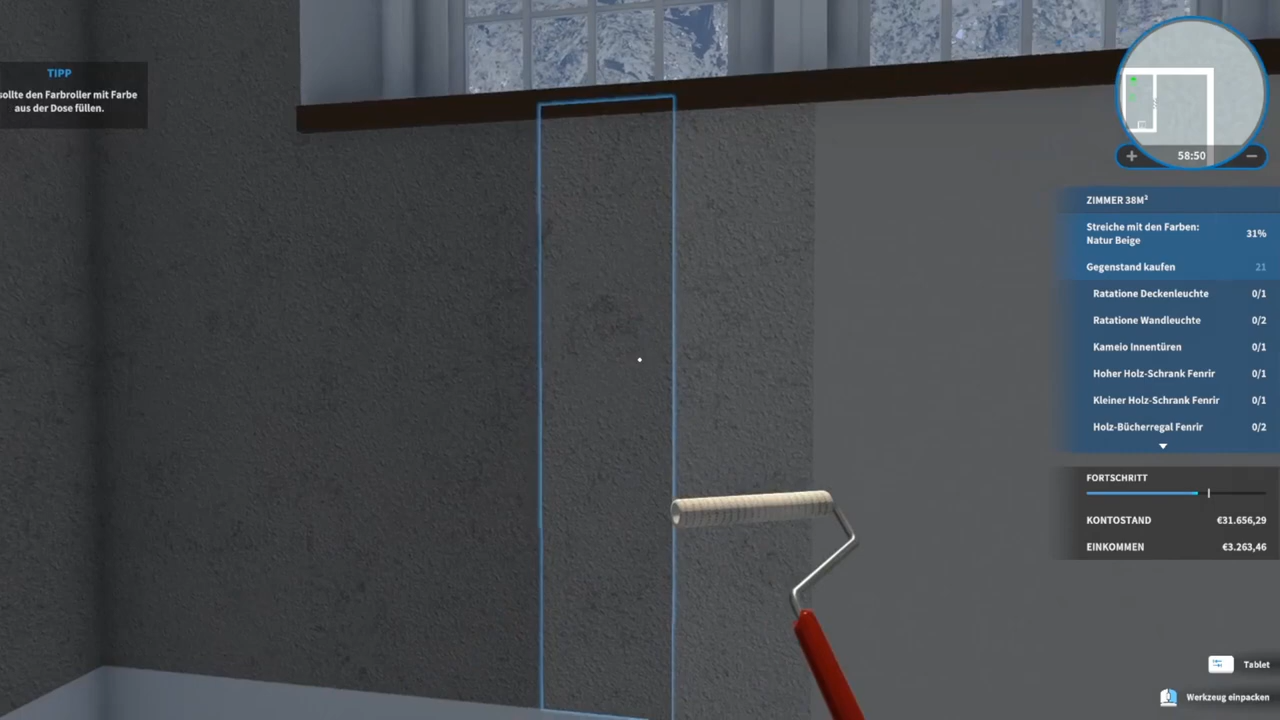 TIPP
sollte den Farbroller mit Farbe
aus der Dose füllen.
58:50
ZIMMER 38M²
Streiche mit den Farben:
Natur Beige 31%
Gegenstand kaufen 21
Ratatione Deckenleuchte 0/1
Ratatione Wandleuchte 0/2
Kameio Innentüren 0/1
Hoher Holz-Schrank Fenrir 0/1
Kleiner Holz-Schrank Fenrir 0/1
Holz-Bücherregal Fenrir 0/2
FORTSCHRITT
KONTOSTAND €31.656,29
EINKOMMEN €3.263,46
Tablet
Werkzeug einpacken